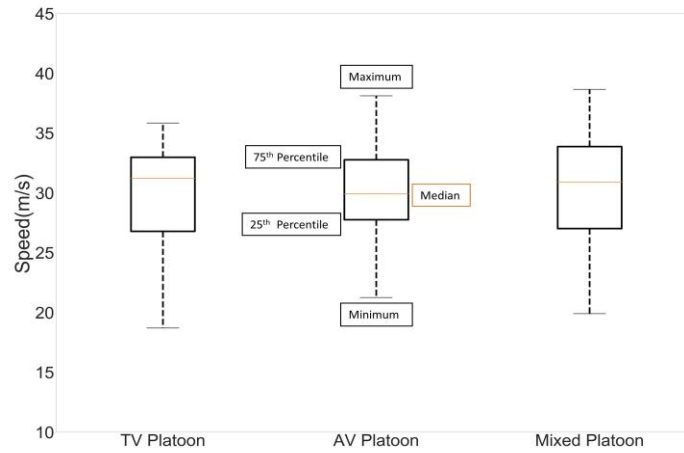 45
40
35
30
25
20
15
10
Speed(m/s)
Maximum
75th Percentile
Median
25th Percentile
Minimum
TV Platoon
AV Platoon
Mixed Platoon